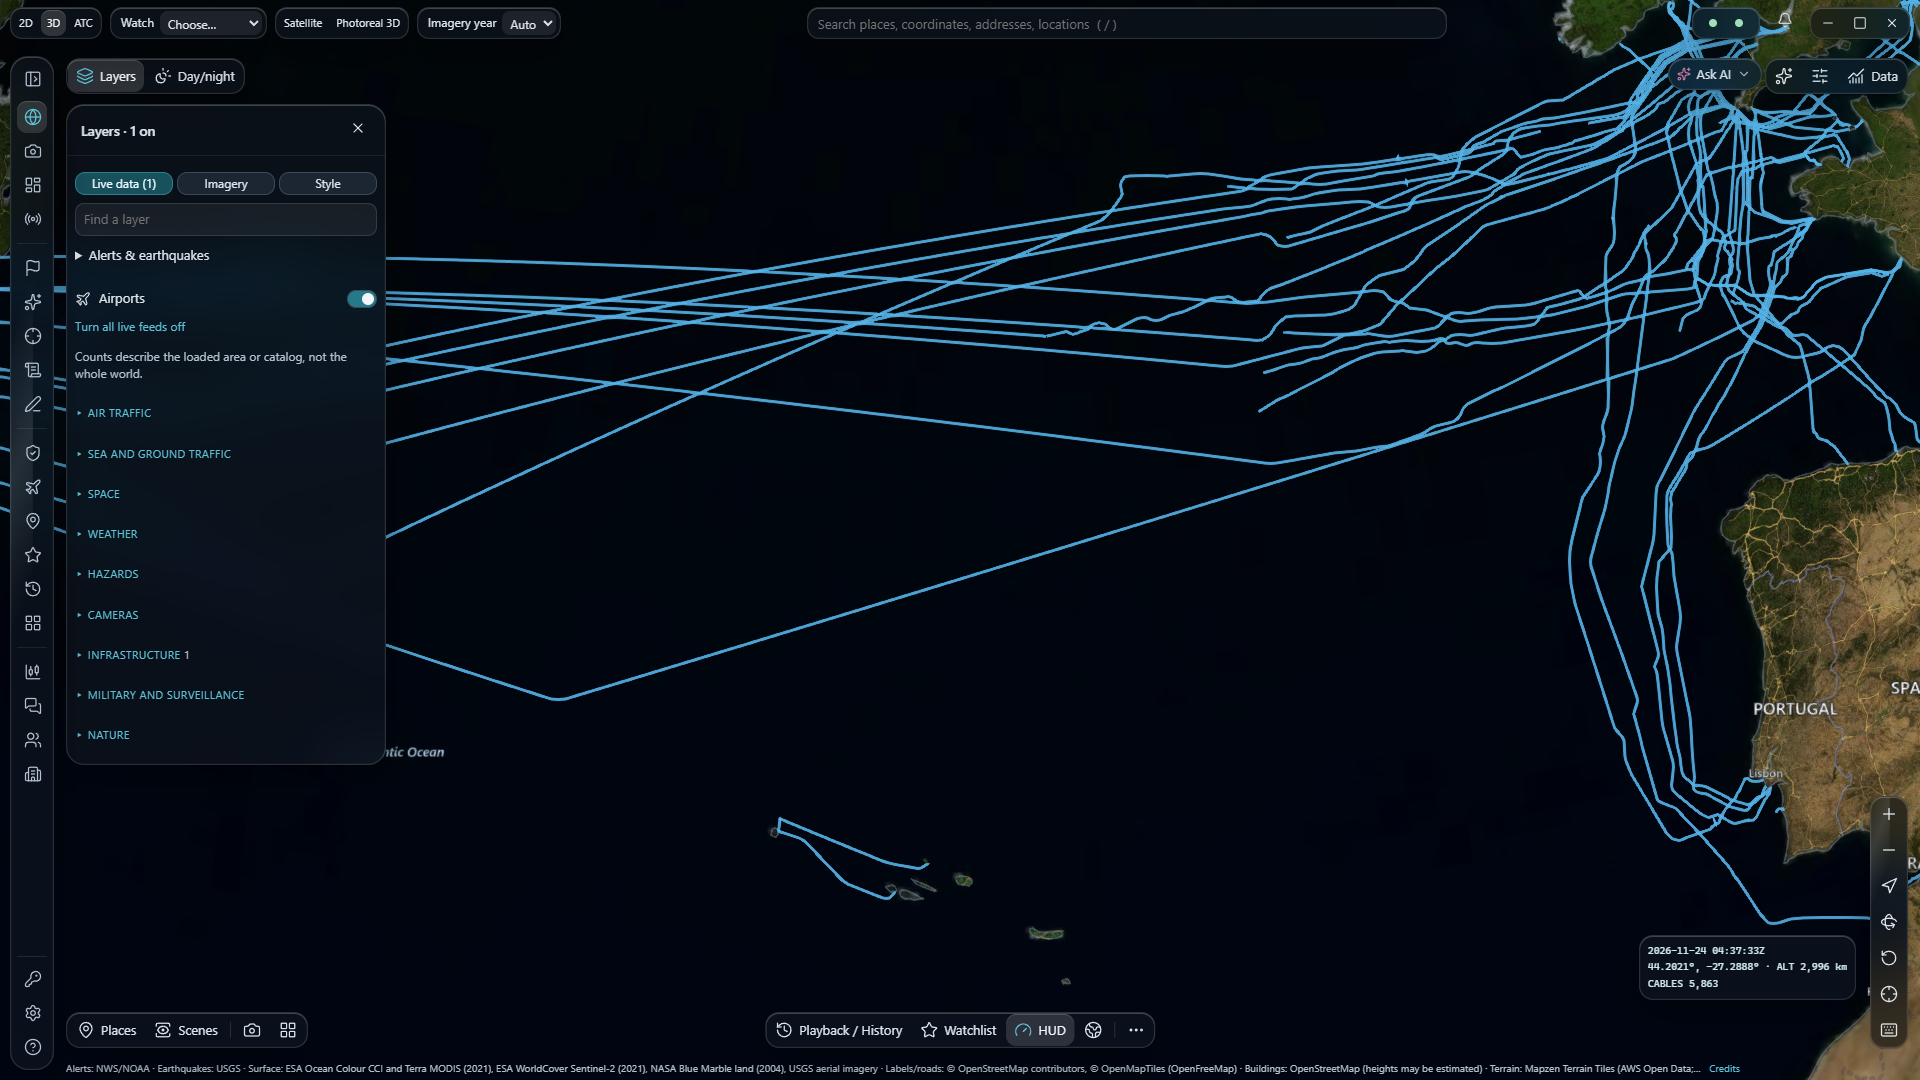 2D 3D ATC
Watch Choose...
Satellite Photoreal 3D
Imagery year Auto
Search places, coordinates, addresses, locations ( / )
Layers Day/night
Ask AI
Data
Layers · 1 on
Live data (1) Imagery Style
Find a layer
Alerts & earthquakes
Airports
Turn all live feeds off
Counts describe the loaded area or catalog, not the
whole world.
AIR TRAFFIC
SEA AND GROUND TRAFFIC
SPACE
WEATHER
HAZARDS
CAMERAS
INFRASTRUCTURE 1
MILITARY AND SURVEILLANCE
NATURE
ntic Ocean
SPA
PORTUGAL
Lisbon
2026-11-24 04:37:33Z
44.2021°, -27.2888° · ALT 2,996 km
CABLES 5,863
Places Scenes
Playback / History Watchlist HUD
Alerts: NWS/NOAA · Earthquakes: USGS · Surface: ESA Ocean Colour CCI and Terra MODIS (2021), ESA WorldCover Sentinel-2 (2021), NASA Blue Marble land (2004), USGS aerial imagery · Labels/roads: © OpenStreetMap contributors, © OpenMapTiles (OpenFreeMap) · Buildings: OpenStreetMap (heights may be estimated) · Terrain: Mapzen Terrain Tiles (AWS Open Data;... Credits